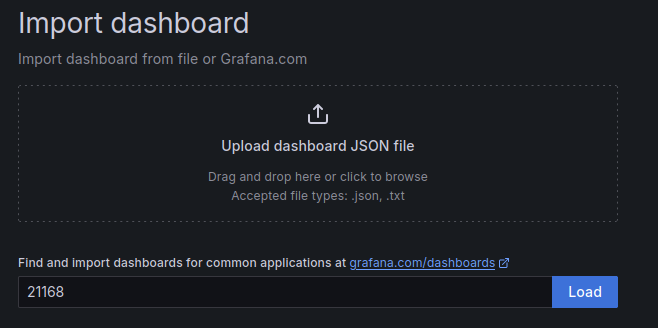 Import dashboard
Import dashboard from file or Grafana.com
Upload dashboard JSON file
Drag and drop here or click to browse
Accepted file types: .json, .txt
Find and import dashboards for common applications at grafana.com/dashboards
21168 Load